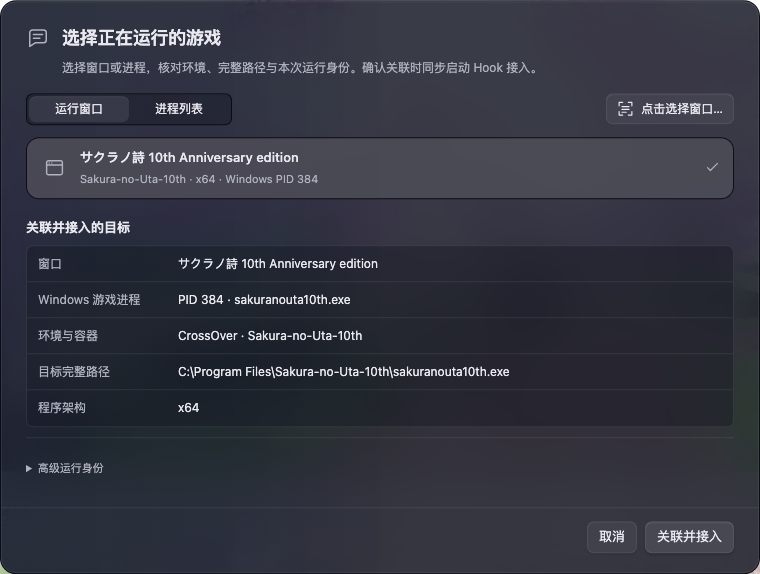 选择正在运行的游戏
选择窗口或进程，核对环境、完整路径与本次运行身份。确认关联时同步启动 Hook 接入。
运行窗口 进程列表 点击选择窗口...
サクラノ詩 10th Anniversary edition
Sakura-no-Uta-10th · x64 · Windows PID 384
关联并接入的目标
窗口 サクラノ詩 10th Anniversary edition
Windows 游戏进程 PID 384 · sakuranouta10th.exe
环境与容器 CrossOver · Sakura-no-Uta-10th
目标完整路径 C:\Program Files\Sakura-no-Uta-10th\sakuranouta10th.exe
程序架构 x64
高级运行身份
取消 关联并接入